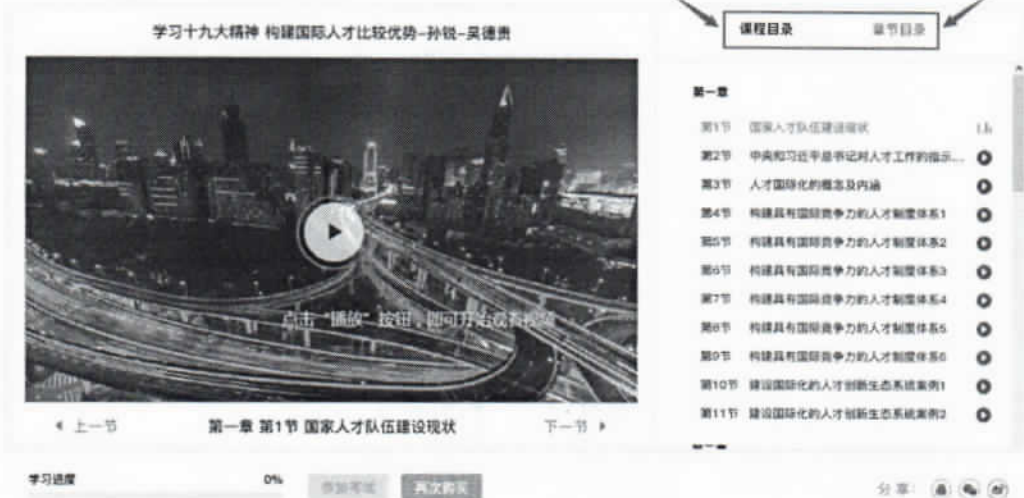 学习十九大精神 构建国际人才比较优势-孙锐-吴德贵
点击“播放”按钮，即可开始观看视频
上一节
第一章 第1节 国家人才队伍建设现状
下一节
学习进度
0%
再次购买
课程目录
章节目录
第一章
第1节 国家人才队伍建设现状
第2节 中央和习近平总书记对人才工作的指示...
第3节 人才国际化的概念及内涵
第4节 构建具有国际竞争力的人才制度体系1
第5节 构建具有国际竞争力的人才制度体系2
第6节 构建具有国际竞争力的人才制度体系3
第7节 构建具有国际竞争力的人才制度体系4
第8节 构建具有国际竞争力的人才制度体系5
第9节 构建具有国际竞争力的人才制度体系6
第10节 建设国际化的人才创新生态系统案例1
第11节 建设国际化的人才创新生态系统案例2
分享：